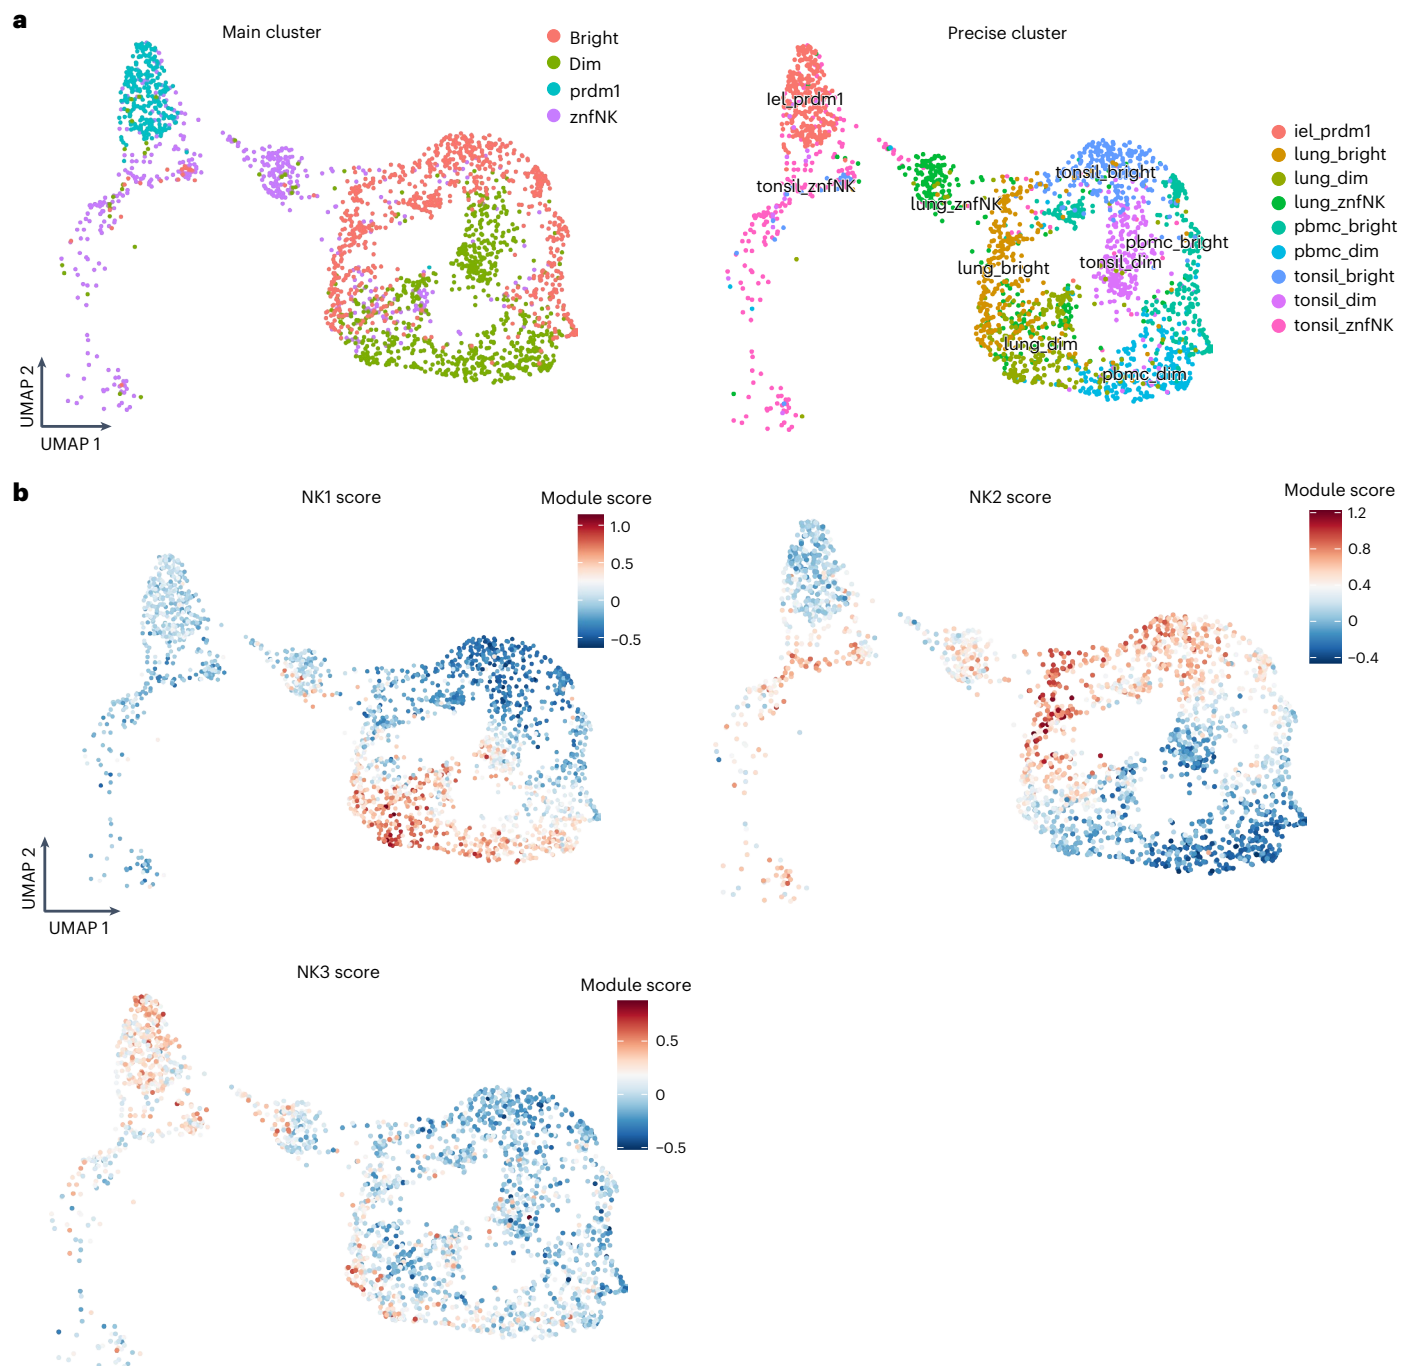 a
Main cluster
Bright
Dim
prdm1
znfNK
UMAP 2
UMAP 1
Precise cluster
Iel_prdm1
tonsil_znfNK
lung_znfNK
tonsil_bright
pbmc_bright
tonsil_dim
lung_bright
lung_dim
pbmc_dim
iel_prdm1
lung_bright
lung_dim
lung_znfNK
pbmc_bright
pbmc_dim
tonsil_bright
tonsil_dim
tonsil_znfNK
b
NK1 score
Module score
1.0
0.5
0
−0.5
UMAP 2
UMAP 1
NK2 score
Module score
1.2
0.8
0.4
0
−0.4
NK3 score
Module score
0.5
0
−0.5